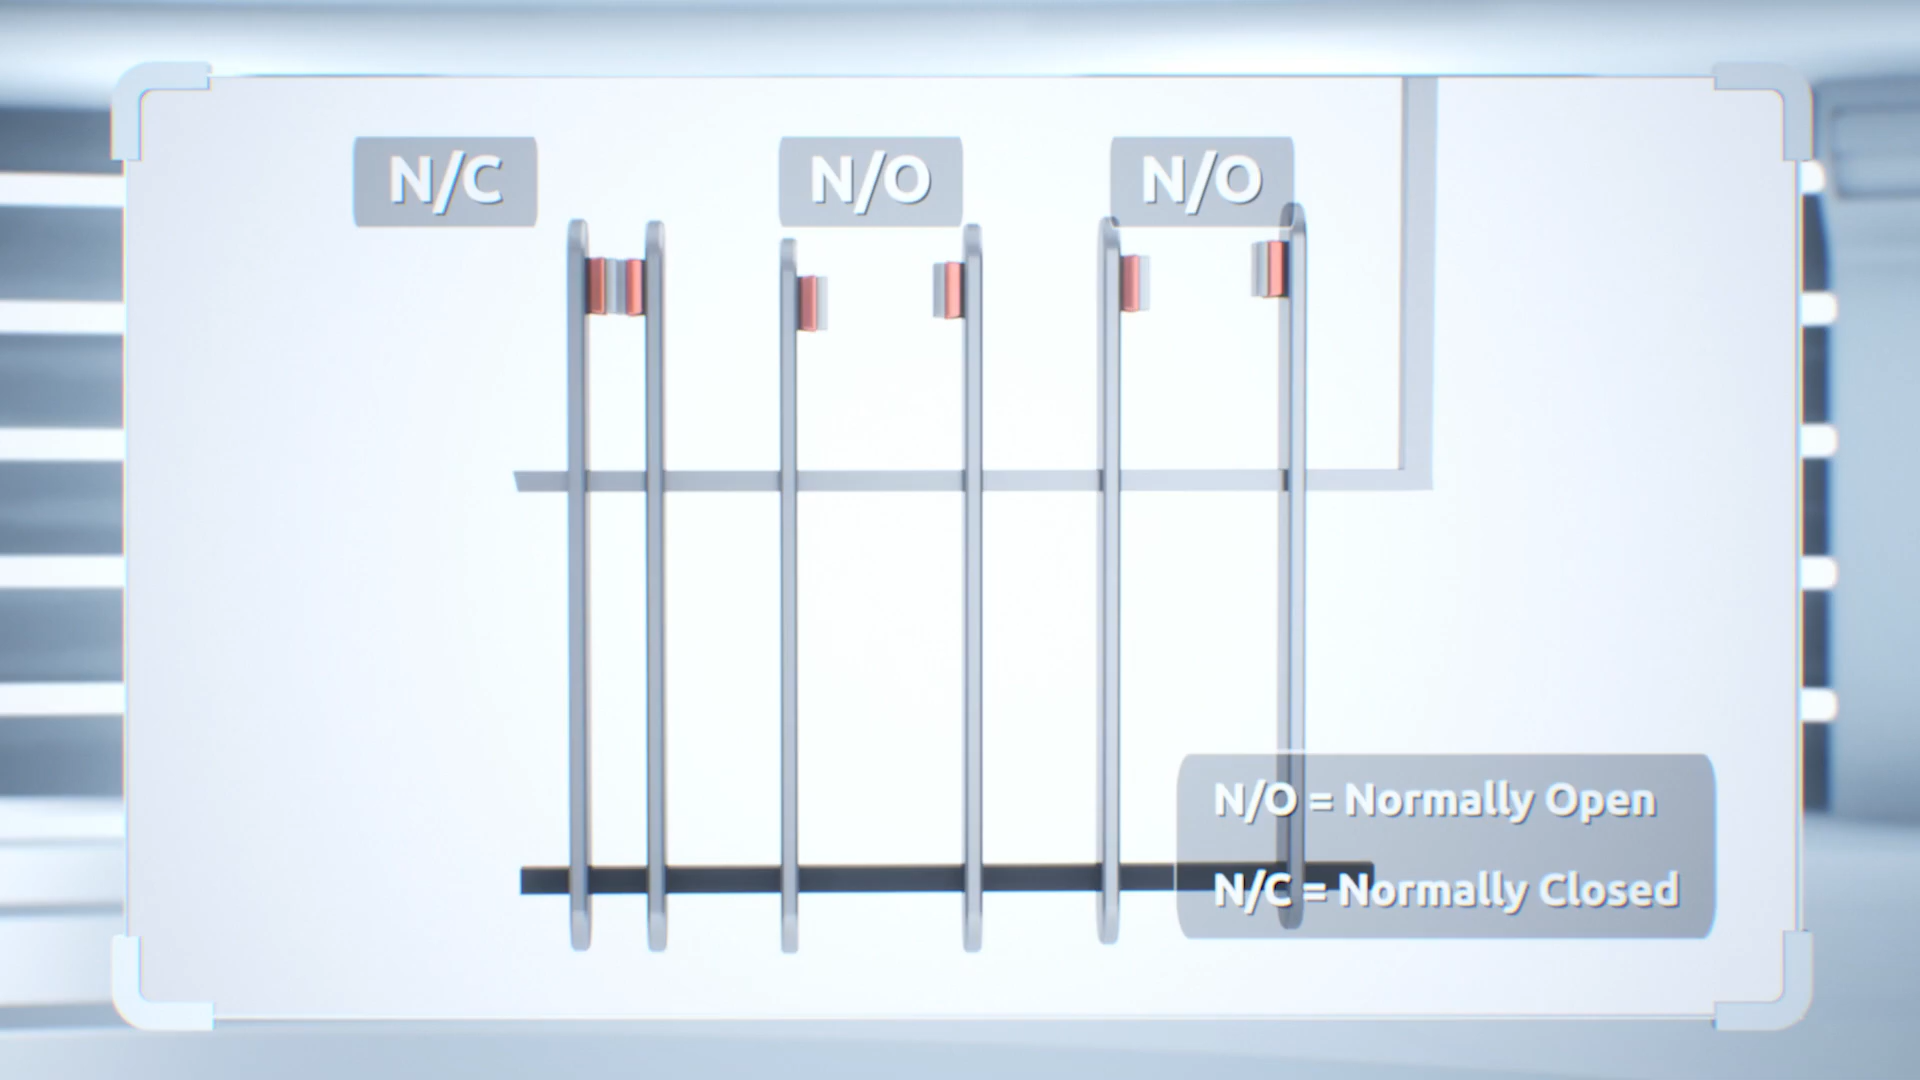 N/C
N/O
N/O
N/O = Normally Open
N/C = Normally Closed